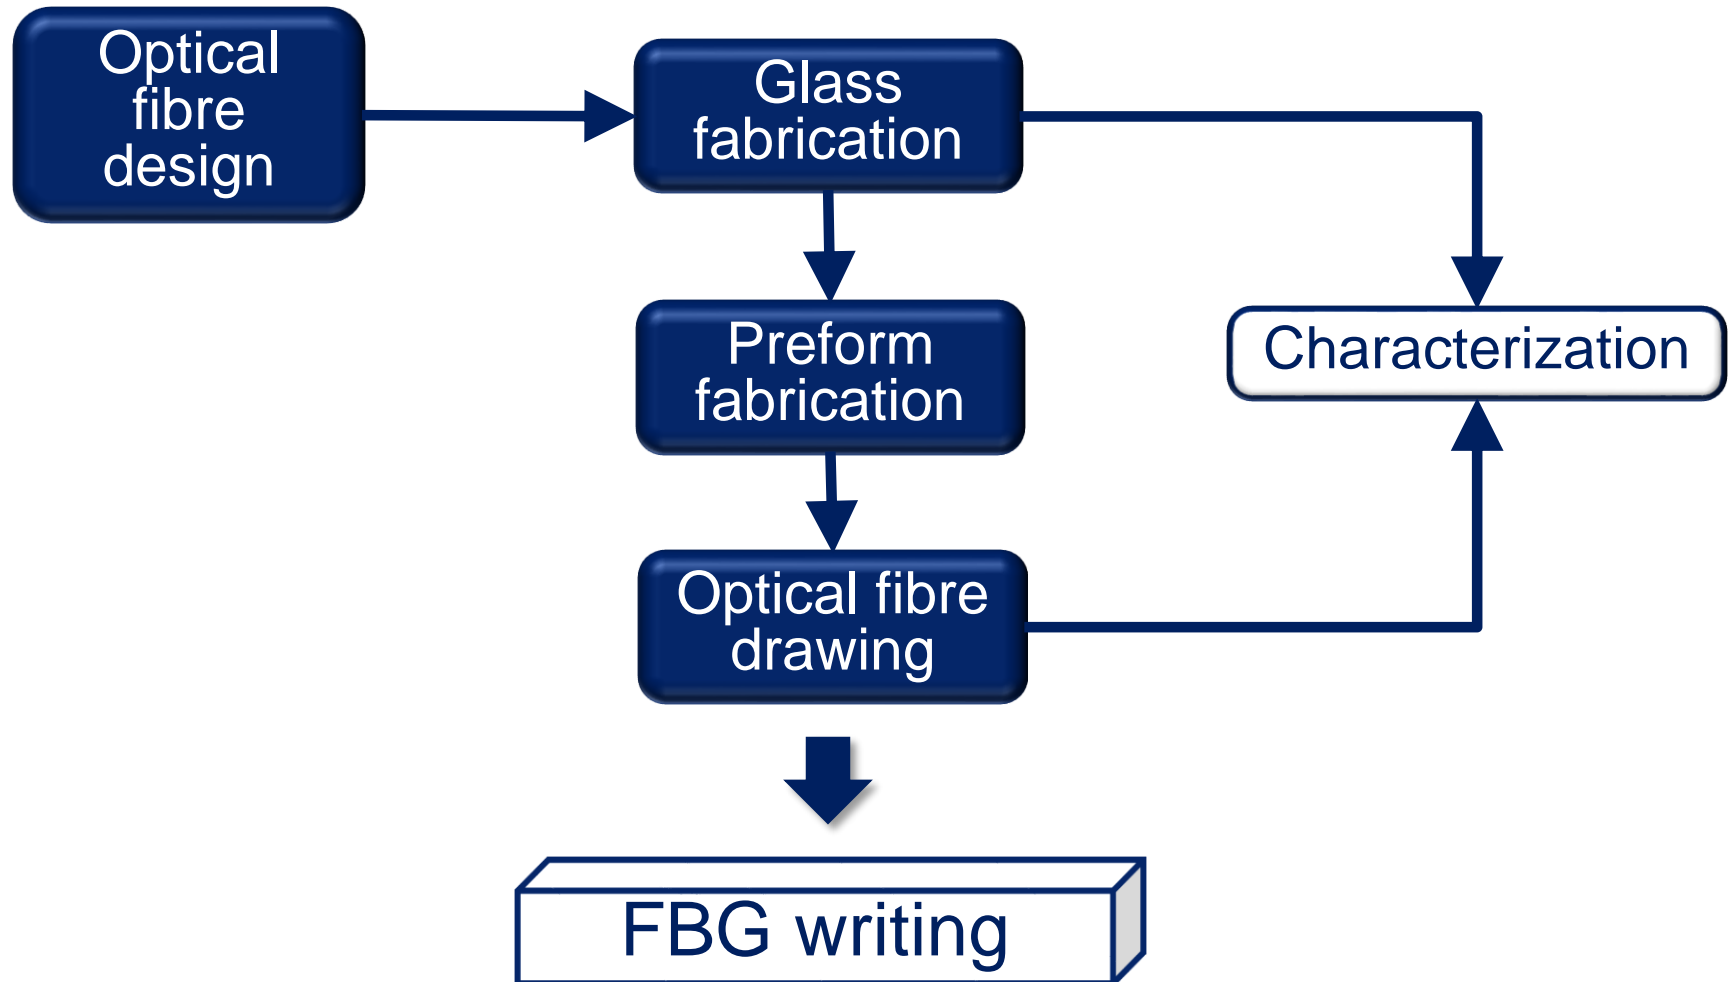 Optical
fibre
design
Glass
fabrication
Preform
fabrication
Characterization
Optical fibre
drawing
FBG writing